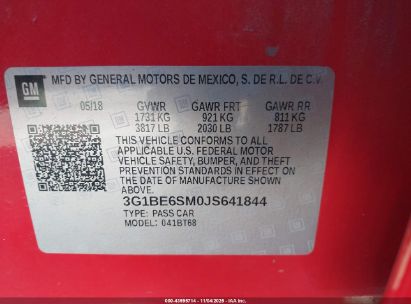 GM
MFD BY GENERAL MOTORS DE MEXICO, S. DE R.L. DE C.V.
05/18 GVWR GAWR FRT GAWR RR
1731 KG 921 KG 811 KG
3817 LB 2030 LB 1787 LB
THIS VEHICLE CONFORMS TO ALL
APPLICABLE U.S. FEDERAL MOTOR
VEHICLE SAFETY, BUMPER, AND THEFT
PREVENTION STANDARDS IN EFFECT ON
THE DATE OF MANUFACTURE SHOWN
ABOVE.
3G1BE6SM0JS641844
TYPE: PASS CAR
MODEL: 041BT68